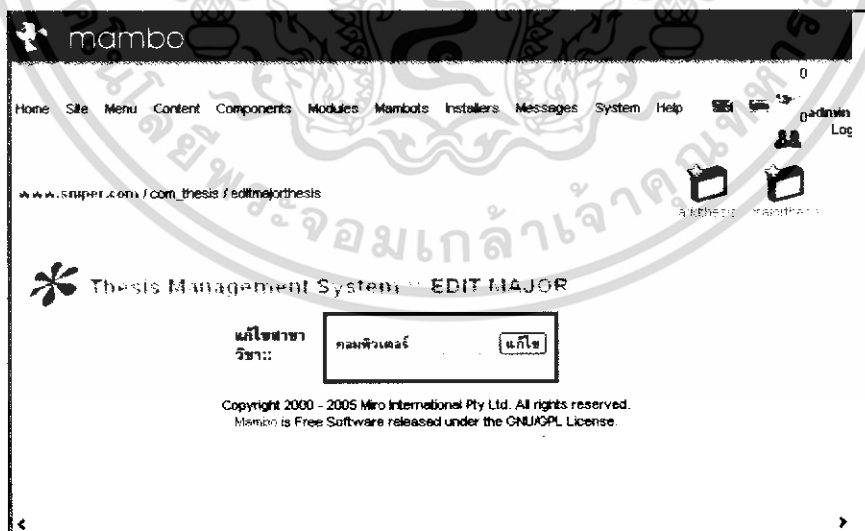 mambo
0
Home Site Menu Content Components Modules Mambots Installers Messages System Help
0 admin
Log
www.sniper.com / com_thesis / editmajorthesis
addthesis
Thesis Management System :: EDIT MAJOR
แก้ไขสาขา
วิชา::
คอมพิวเตอร์
แก้ไข
Copyright 2000 - 2005 Miro International Pty Ltd. All rights reserved.
Mambo is Free Software released under the GNU/GPL License.